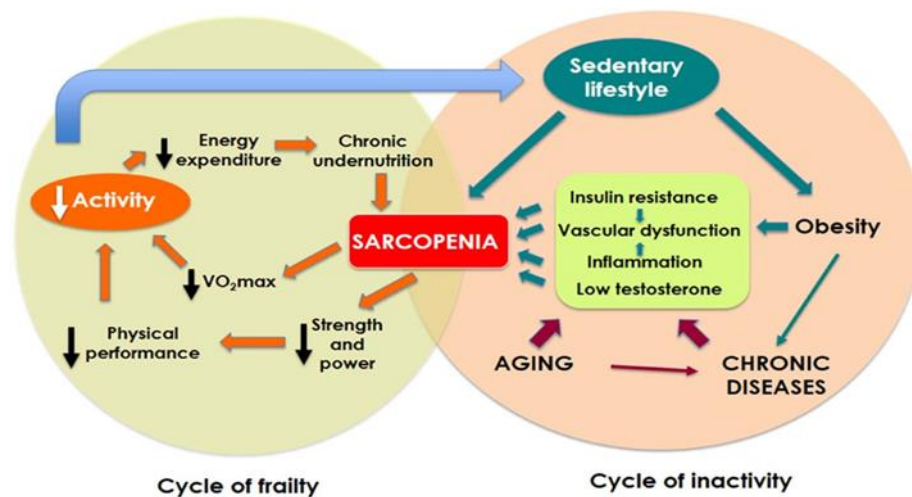 Sedentary
lifestyle
Energy
expenditure
Chronic
undernutrition
Activity
SARCOPENIA
VO₂max
Strength
and
power
Physical
performance
Insulin resistance
Vascular dysfunction
Inflammation
Low testosterone
Obesity
AGING
CHRONIC
DISEASES
Cycle of frailty
Cycle of inactivity